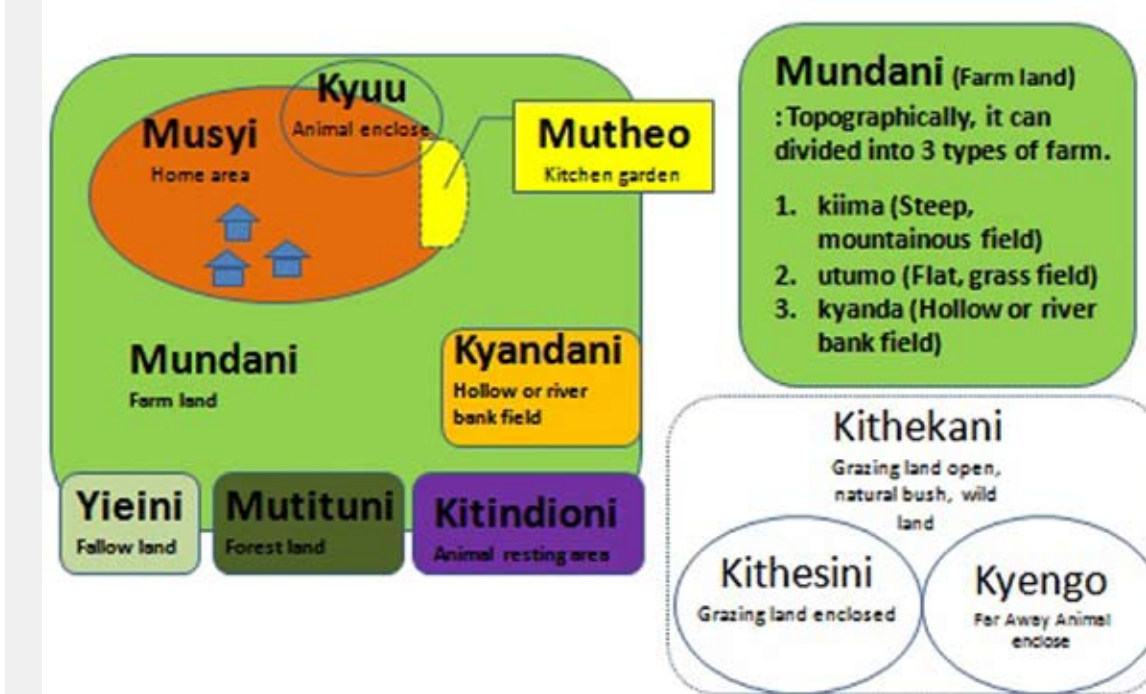 Kyuu
Animal enclose
Musyi
Home area
Mutheo
Kitchen garden
Mundani
Farm land
Kyandani
Hollow or river
bank field
Yieini
Fallow land
Mutituni
Forest land
Kitindioni
Animal resting area
Mundani (Farm land)
: Topographically, it can
divided into 3 types of farm.
1. kiima (Steep,
mountainous field)
2. utumo (Flat, grass field)
3. kyanda (Hollow or river
bank field)
Kithekani
Grazing land open,
natural bush, wild
land
Kithesini
Grazing land enclosed
Kyengo
Far Away Animal
enclose